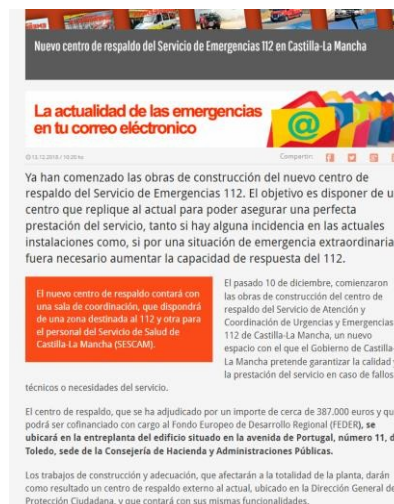 Nuevo centro de respaldo del Servicio de Emergencias 112 en Castilla-La Mancha
La actualidad de las emergencias
en tu correo eléctronico
@
13.12.2018 /
Compartir:
Ya han comenzado las obras de construcción del nuevo centro de
respaldo del Servicio de Emergencias 112. El objetivo es disponer de u
centro que replique al actual para poder asegurar una perfecta
prestación del servicio, tanto si hay alguna incidencia en las actuales
instalaciones como, si por una situación de emergencia extraordinaria
fuera necesario aumentar la capacidad de respuesta del 112.
El nuevo centro de respaldo contará con
una sala de coordinación, que dispondrá
de una zona destinada al 112 y otra para
el personal del Servicio de Salud de
Castilla-La Mancha (SESCAM).
El pasado 10 de diciembre, comienzaron
las obras de construcción del centro de
respaldo del Servicio de Atención y
Coordinación de Urgencias y Emergencias
112 de Castilla-La Mancha, un nuevo
espacio con el que el Gobierno de Castilla-
La Mancha pretende garantizar la calidad y
la prestación del servicio en caso de fallos
técnicos o necesidades del servicio.
El centro de respaldo, que se ha adjudicado por un importe de cerca de 387.000 euros y qu
podrá ser cofinanciado con cargo al Fondo Europeo de Desarrollo Regional (FEDER), se
ubicará en la entreplanta del edificio situado en la avenida de Portugal, número 11, d
Toledo, sede de la Consejería de Hacienda y Administraciones Públicas.
Los trabajos de construcción y adecuación, que afectarán a la totalidad de la planta, darán
como resultado un centro de respaldo externo al actual, ubicado en la Dirección General de
Protección Ciudadana, y que contará con sus mismas funcionalidades.